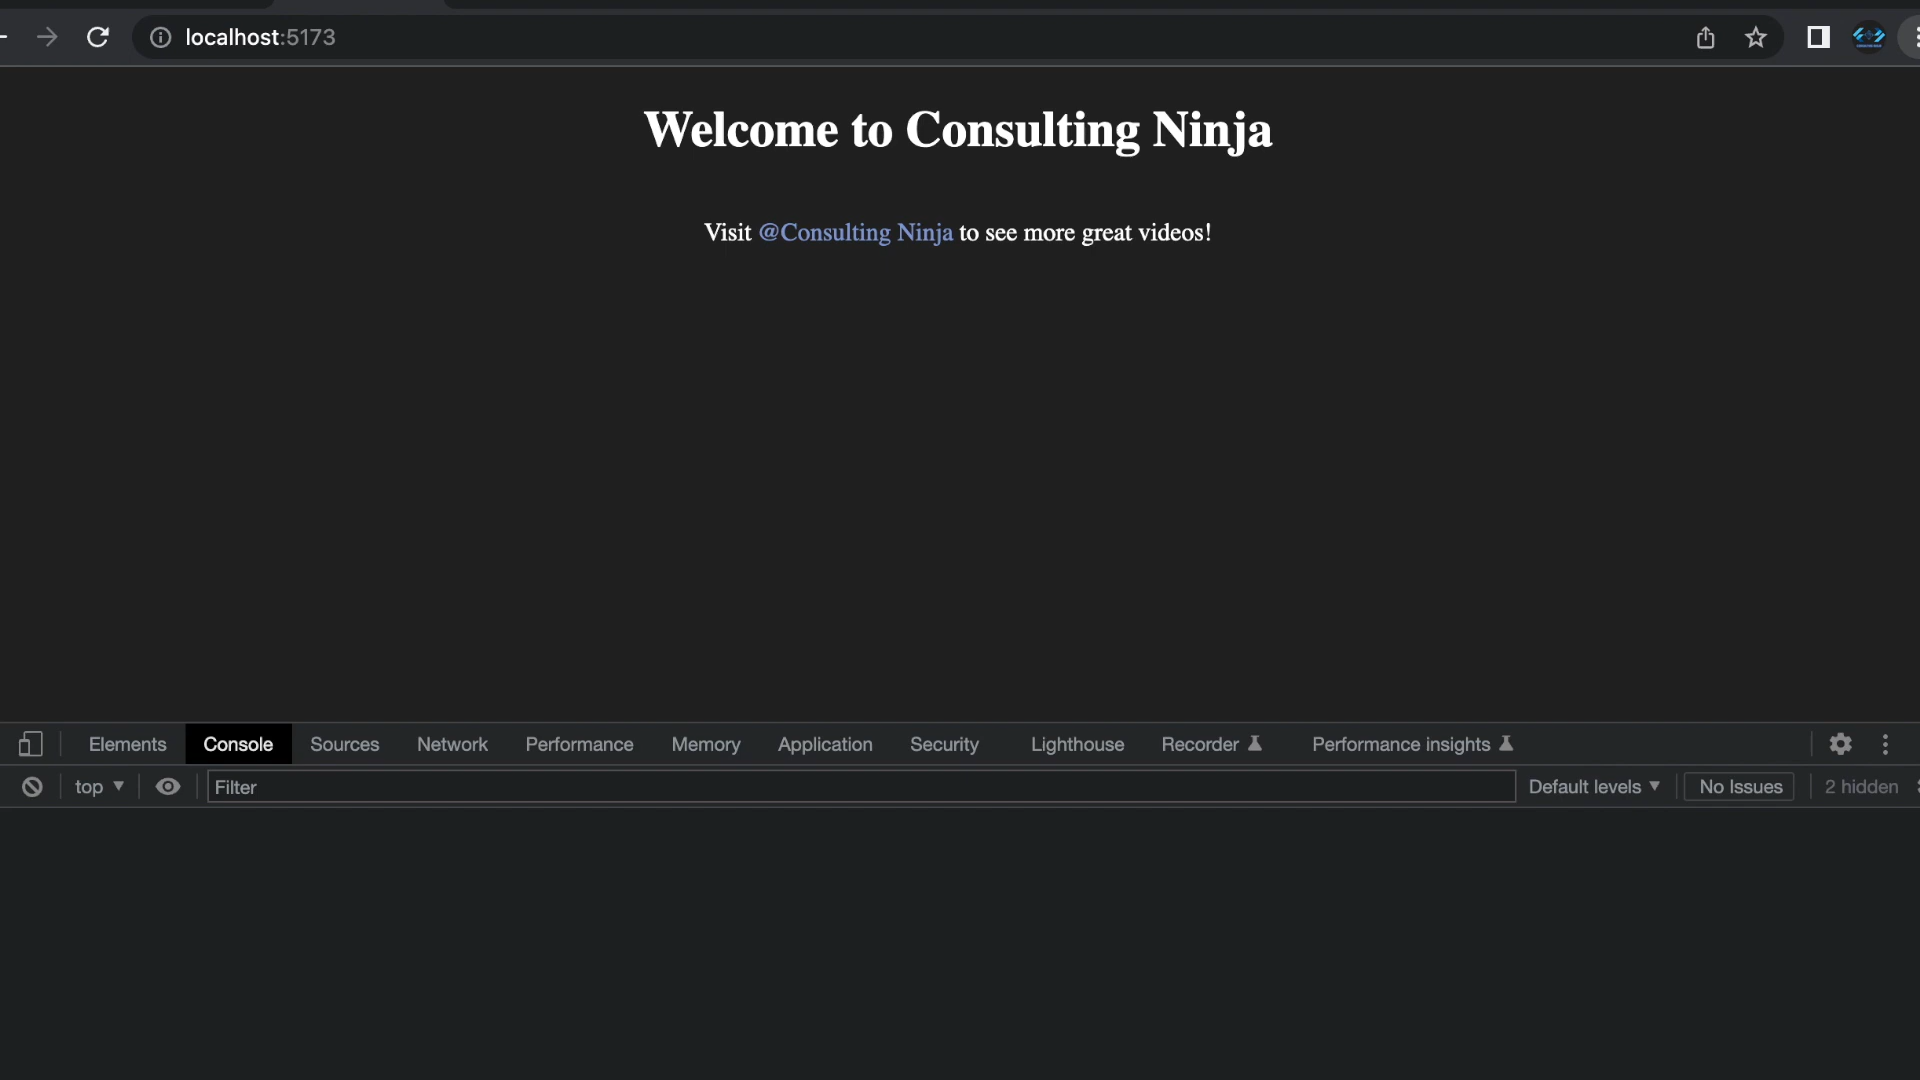 localhost:5173
Welcome to Consulting Ninja
Visit @Consulting Ninja to see more great videos!
Elements Console Sources Network Performance Memory Application Security Lighthouse Recorder Performance insights
top Filter Default levels No Issues 2 hidden